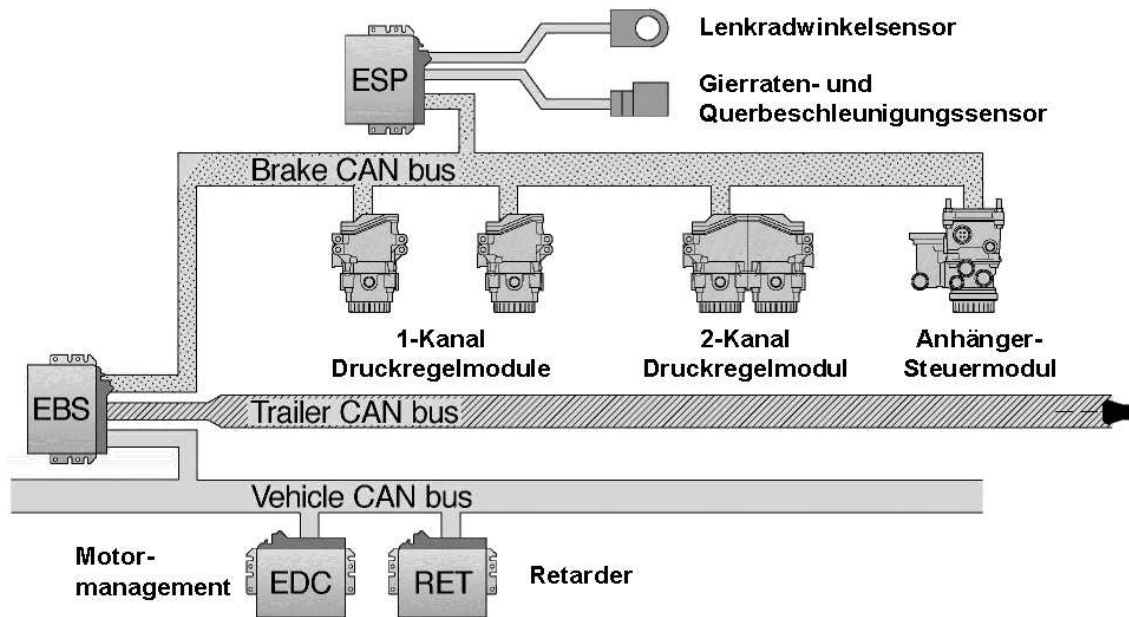 Lenkradwinkelsensor
ESP
Gierraten- und
Querbeschleunigungssensor
Brake CAN bus
1-Kanal
Druckregelmodule
2-Kanal
Druckregelmodul
Anhänger-
Steuermodul
EBS
Trailer CAN bus
Vehicle CAN bus
Motor-
management
EDC
RET
Retarder